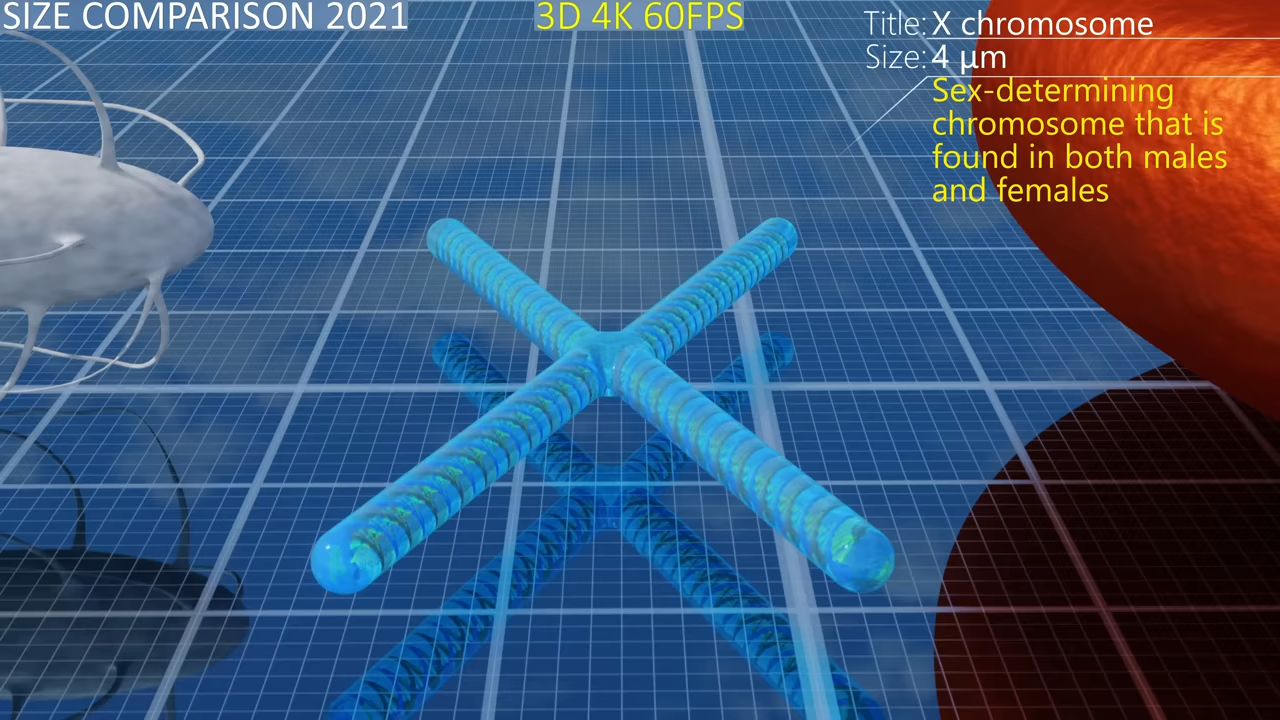 SIZE COMPARISON 2021
3D 4K 60FPS
Title: X chromosome
Size: 4 μm
Sex-determining
chromosome that is
found in both males
and females